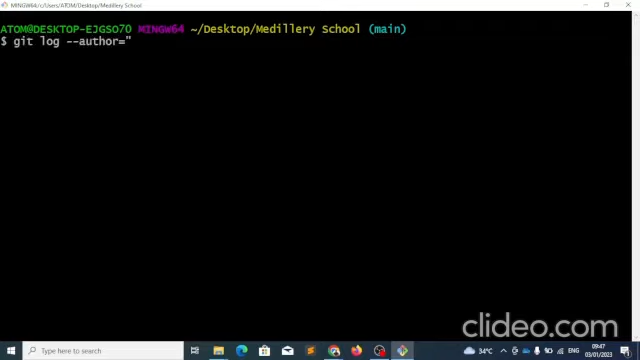 MINGW64:/c/Users/ATOM/Desktop/Medillery School
ATOM@DESKTOP-EJGSO70 MINGW64 ~/Desktop/Medillery School (main)
$ git log --author="
clideo.com
Type here to search
34°C
ENG
09:47
03/01/2023